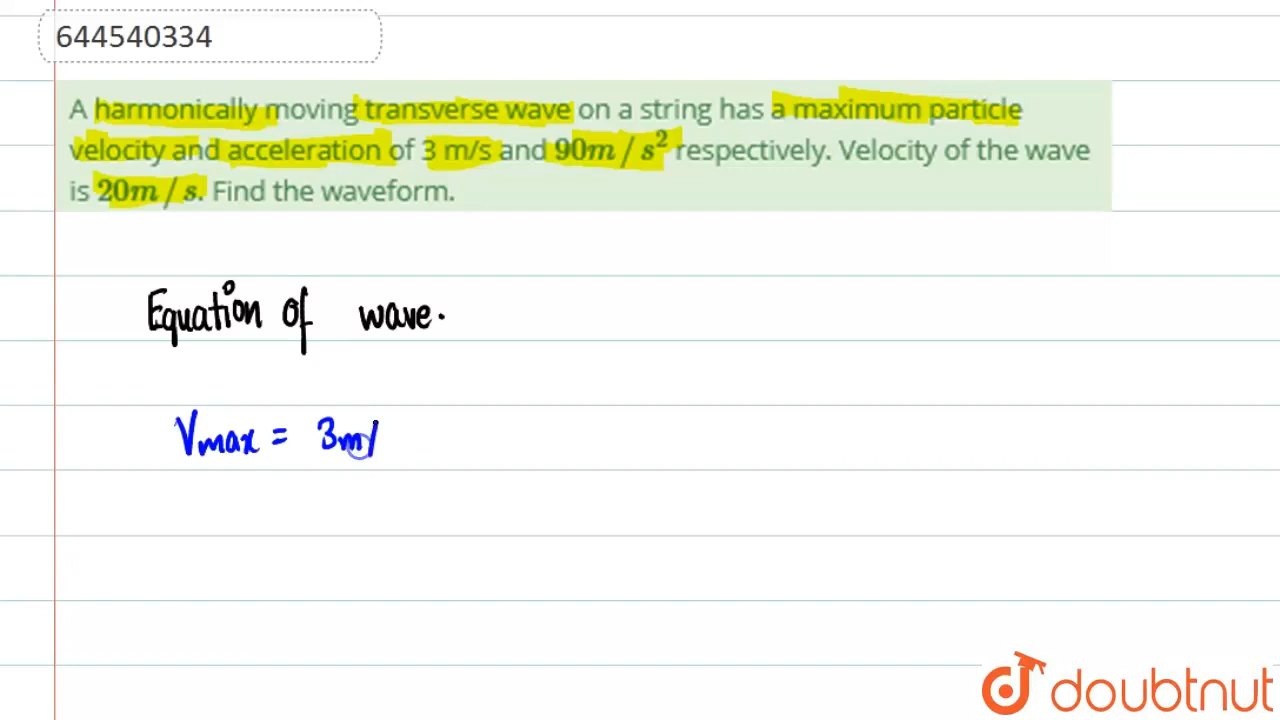 644540334
A harmonically moving transverse wave on a string has a maximum particle
velocity and acceleration of 3 m/s and 90m/s² respectively. Velocity of the wave
is 20m/s. Find the waveform.
Equation of wave.
Vmax = 3m/
doubtnut